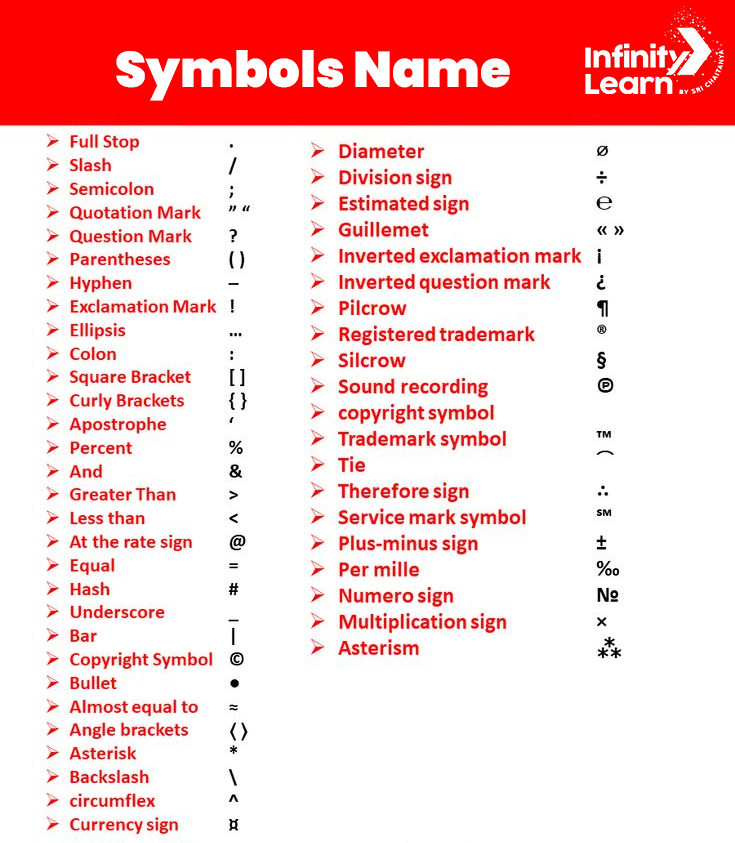 Symbols Name
Infinity
Learn
BY SRI CHAITANYA
Full Stop .
Slash /
Semicolon ;
Quotation Mark ” “
Question Mark ?
Parentheses ( )
Hyphen –
Exclamation Mark !
Ellipsis …
Colon :
Square Bracket [ ]
Curly Brackets { }
Apostrophe ‘
Percent %
And &
Greater Than >
Less than <
At the rate sign @
Equal =
Hash #
Underscore _
Bar |
Copyright Symbol ©
Bullet ●
Almost equal to ≈
Angle brackets ⟨ ⟩
Asterisk *
Backslash \
circumflex ^
Currency sign ¤
Diameter ⌀
Division sign ÷
Estimated sign ℮
Guillemet « »
Inverted exclamation mark ¡
Inverted question mark ¿
Pilcrow ¶
Registered trademark ®
Silcrow §
Sound recording ℗
copyright symbol
Trademark symbol ™
Tie ⁀
Therefore sign ∴
Service mark symbol ℠
Plus-minus sign ±
Per mille ‰
Numero sign №
Multiplication sign ×
Asterism ⁂